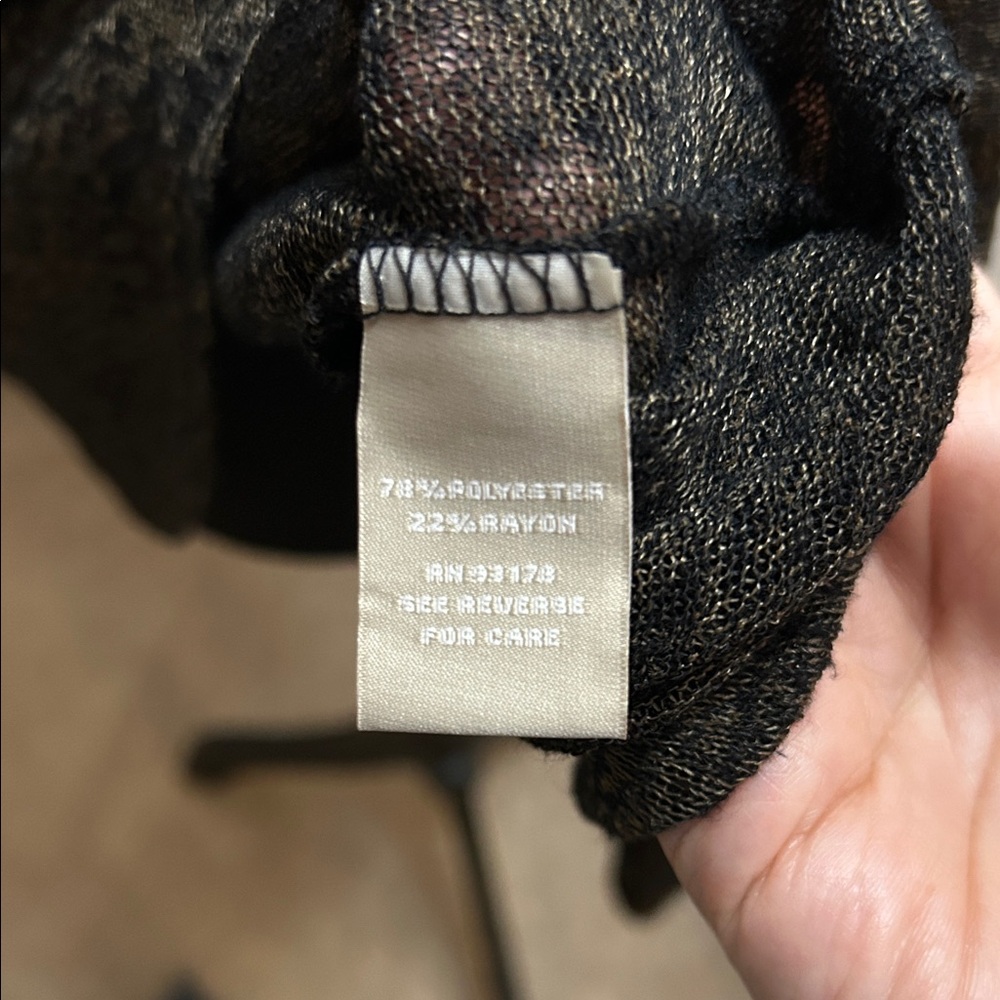 78% POLYESTER
22% RAYON
RN 93178
SEE REVERSE
FOR CARE